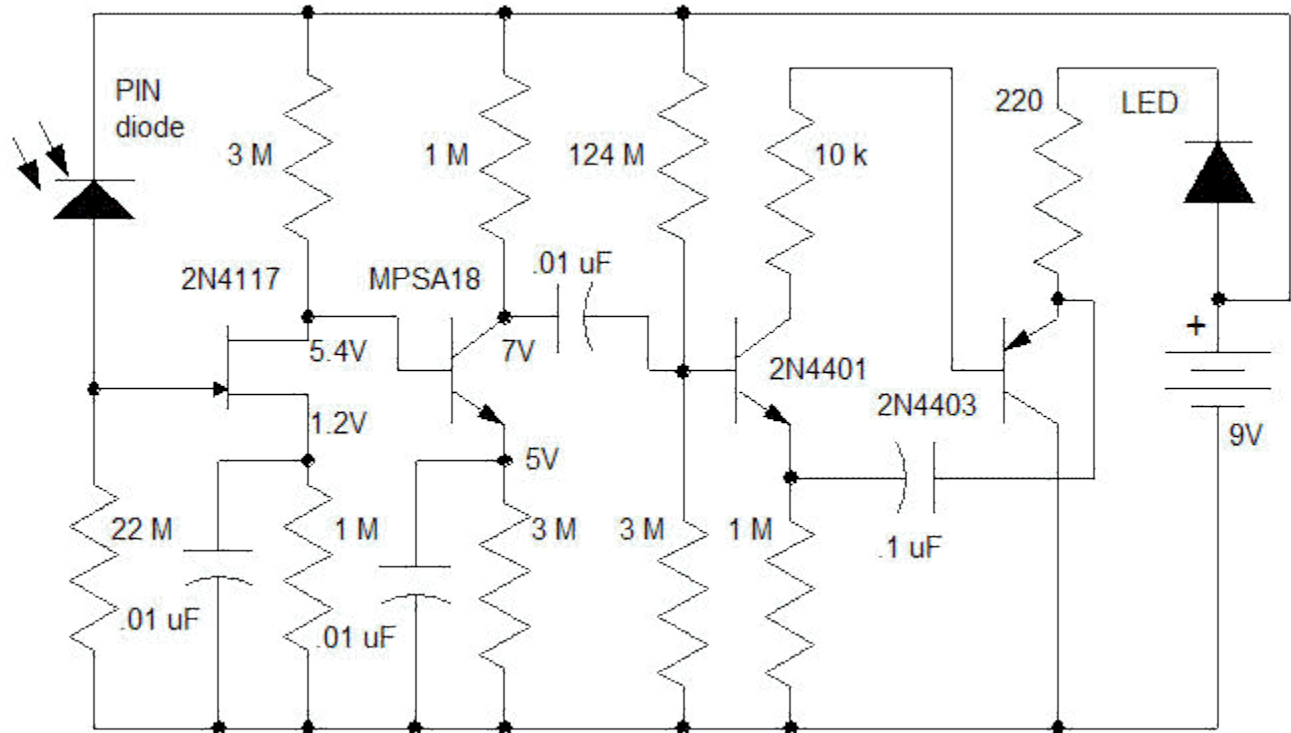 PIN
diode
3 M
1 M
124 M
10 k
220
LED
2N4117
MPSA18
.01 uF
5.4V
7V
2N4401
2N4403
+
9V
1.2V
5V
22 M
1 M
3 M
3 M
1 M
.1 uF
.01 uF
.01 uF